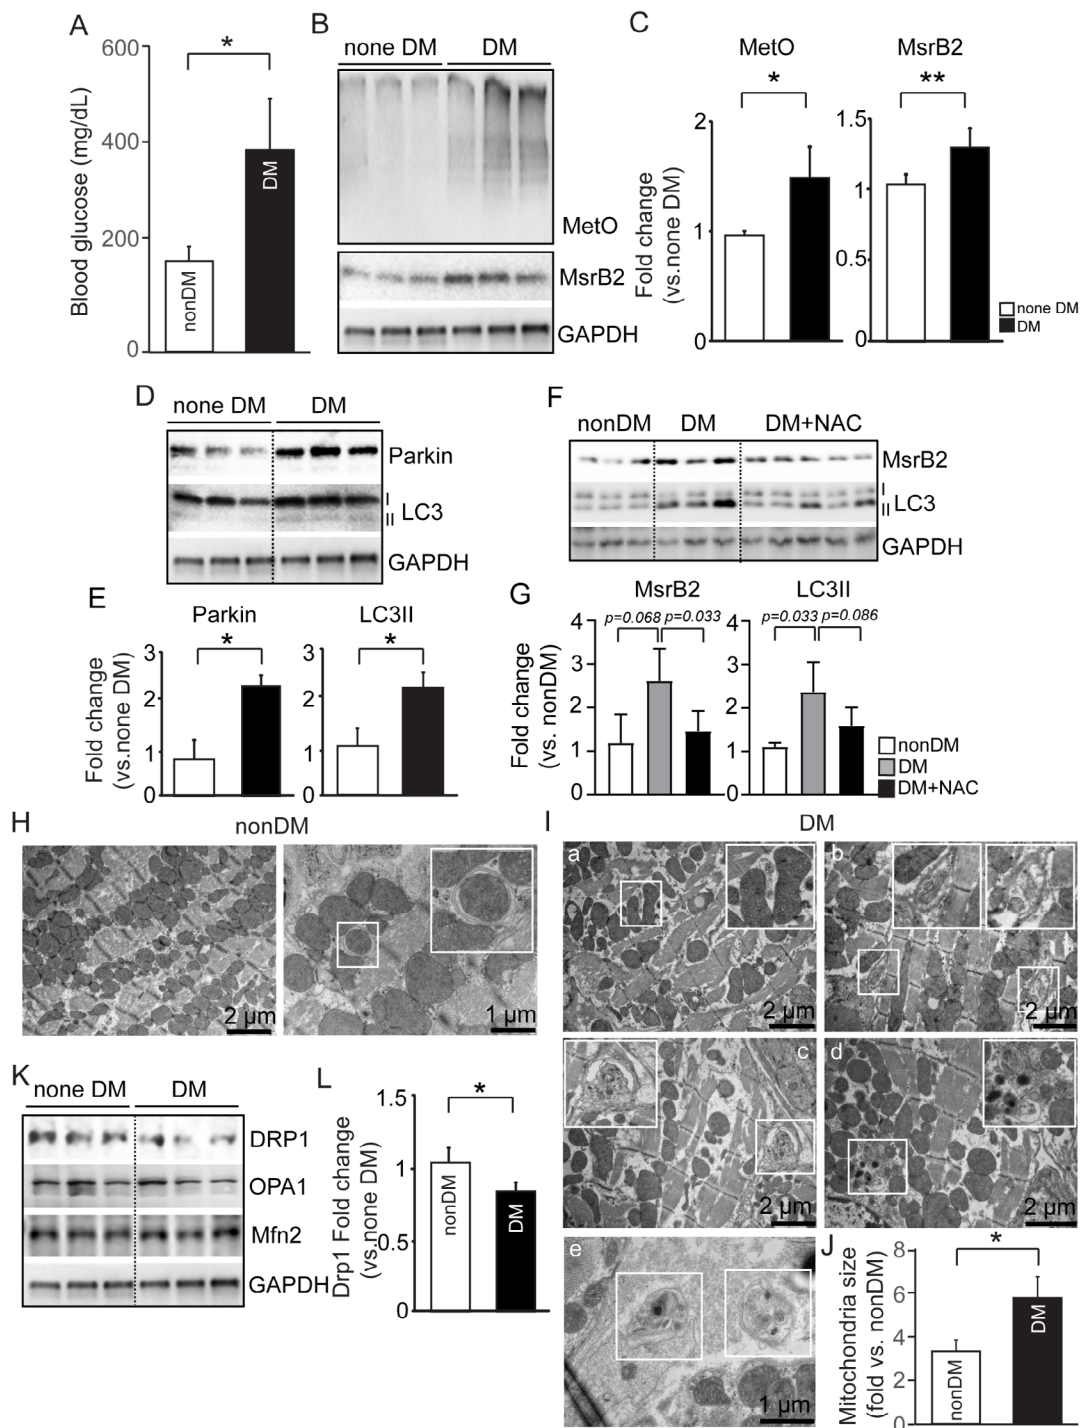 A
Blood glucose (mg/dL)
600
400
200
0
*
nonDM
DM
B
none DM
DM
MetO
MsrB2
GAPDH
C
MetO
MsrB2
*
**
Fold change
(vs.none DM)
2
1
0
1.5
1
0.5
0
none DM
DM
D
none DM
DM
Parkin
I
II
LC3
GAPDH
E
Parkin
LC3II
*
*
Fold change
(vs.none DM)
3
2
1
0
3
2
1
0
F
nonDM
DM
DM+NAC
MsrB2
I
II
LC3
GAPDH
G
MsrB2
LC3II
p=0.068
p=0.033
p=0.033
p=0.086
Fold change
(vs. nonDM)
4
3
2
1
0
4
3
2
1
0
nonDM
DM
DM+NAC
H
nonDM
2 µm
1 µm
I
DM
a
2 µm
b
2 µm
c
2 µm
d
2 µm
e
1 µm
J
Mitochondria size
(fold vs. nonDM)
8
6
4
2
0
*
nonDM
DM
K
none DM
DM
DRP1
OPA1
Mfn2
GAPDH
L
Drp1 Fold change
(vs.none DM)
1.5
1
0.5
0
*
nonDM
DM